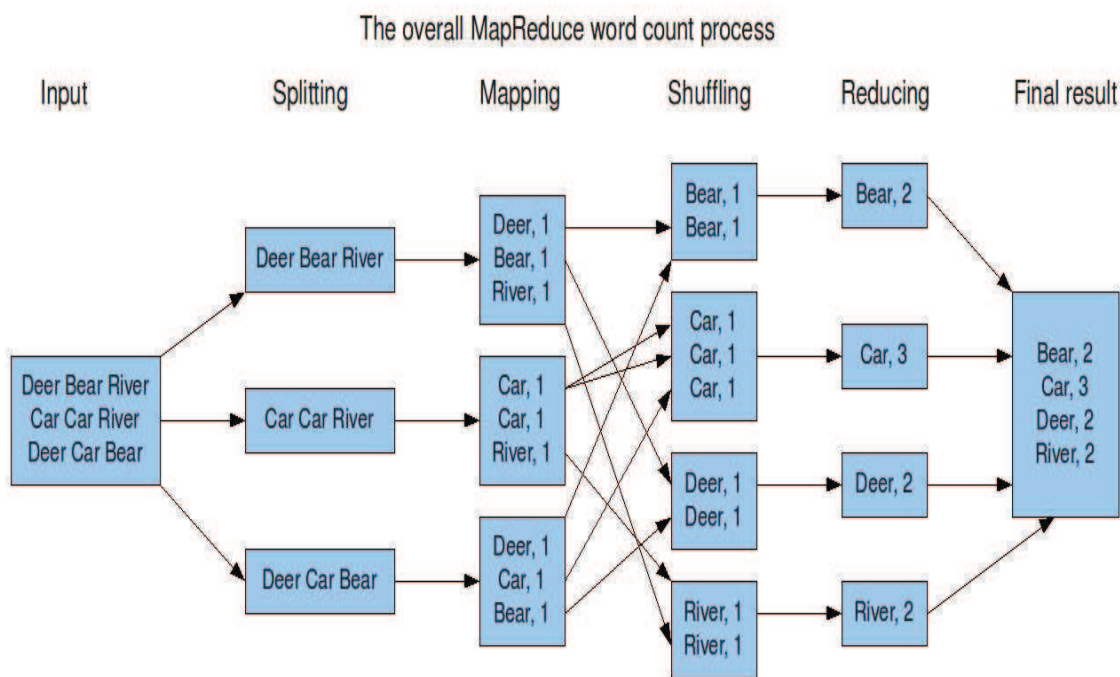 The overall MapReduce word count process
Input
Splitting
Mapping
Shuffling
Reducing
Final result
Deer Bear River
Car Car River
Deer Car Bear
Deer Bear River
Car Car River
Deer Car Bear
Deer, 1
Bear, 1
River, 1
Car, 1
Car, 1
River, 1
Deer, 1
Car, 1
Bear, 1
Bear, 1
Bear, 1
Car, 1
Car, 1
Car, 1
Deer, 1
Deer, 1
River, 1
River, 1
Bear, 2
Car, 3
Deer, 2
River, 2
Bear, 2
Car, 3
Deer, 2
River, 2